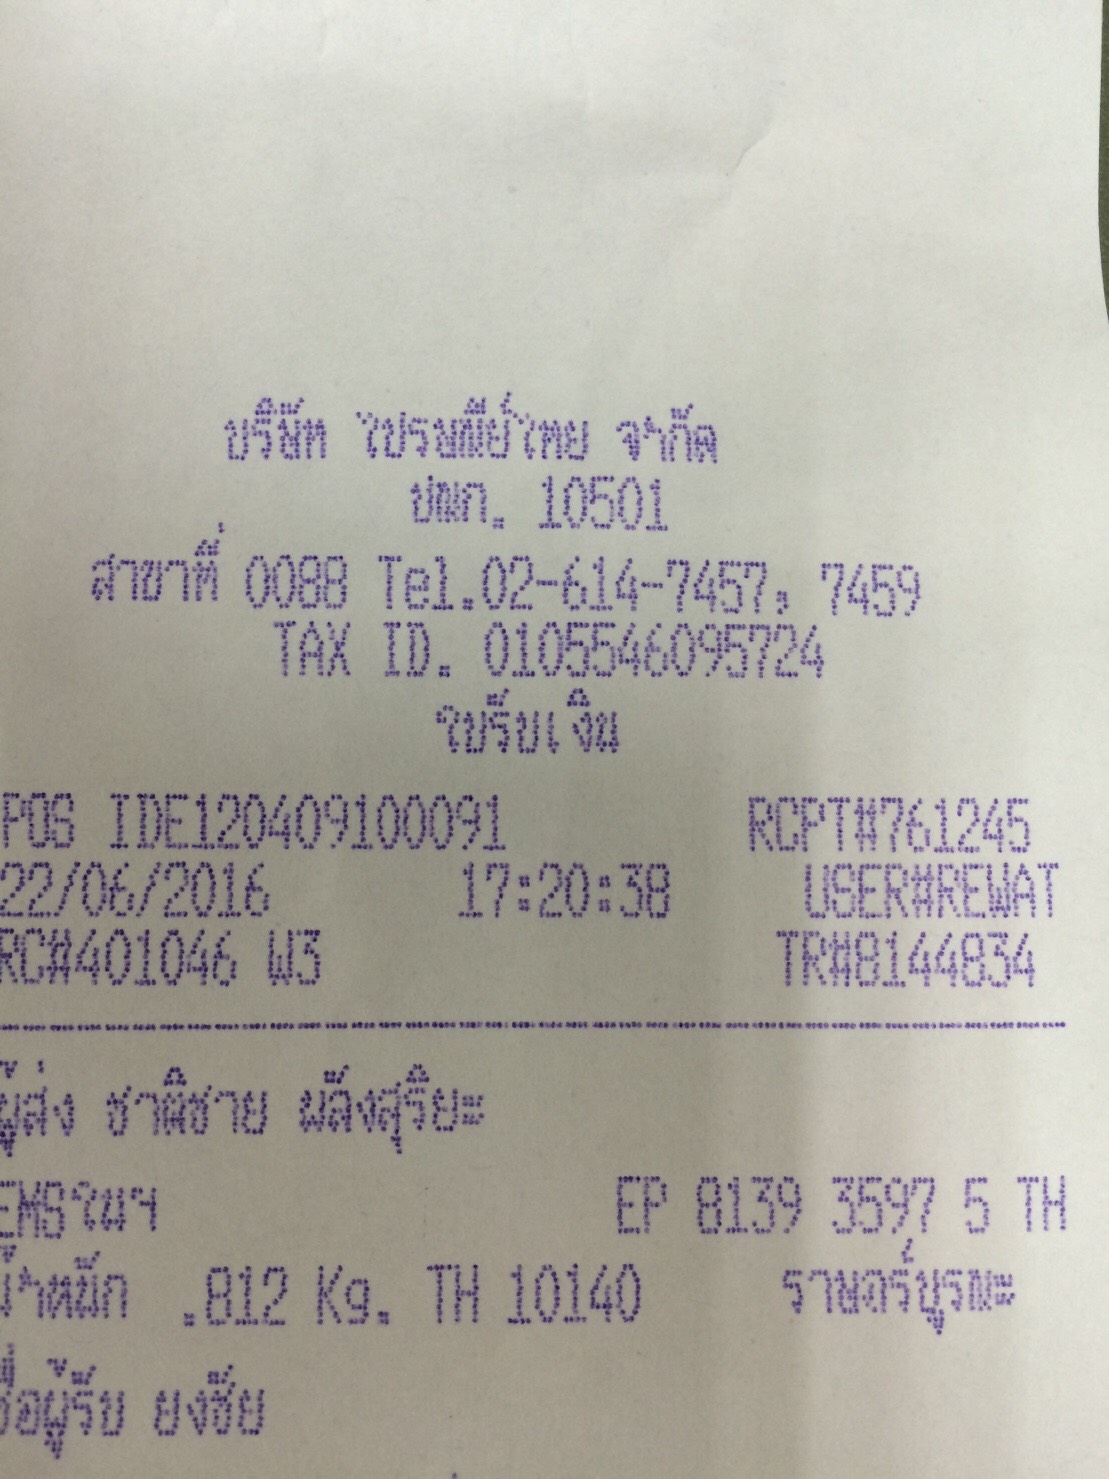 บริษัท ไปรษณีย์ไทย จำกัด
ปณภ. 10501
สาขาที่ 0088 Tel.02-614-7457, 7459
TAX ID. 0105546095724
ใบรับเงิน
POS IDE120409100091 RCPT#761245
22/06/2016 17:20:38 USER#REWAT
RC#401046 W3 TR#8144834
ผู้ส่ง ชาติชาย พลังสุริยะ
EMSในฯ EP 8139 3597 5 TH
น้ำหนัก .812 Kg. TH 10140 ราษฎร์บูรณะ
ชื่อผู้รับ ยงชัย